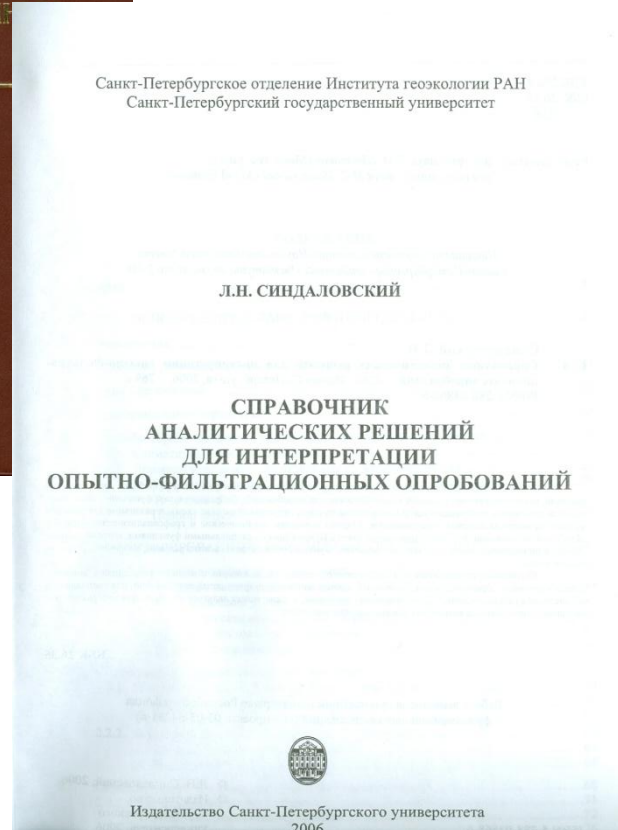 Санкт-Петербургское отделение Института геоэкологии РАН
Санкт-Петербургский государственный университет
Л.Н. СИНДАЛОВСКИЙ
СПРАВОЧНИК
АНАЛИТИЧЕСКИХ РЕШЕНИЙ
ДЛЯ ИНТЕРПРЕТАЦИИ
ОПЫТНО-ФИЛЬТРАЦИОННЫХ ОПРОБОВАНИЙ
Издательство Санкт-Петербургского университета
2006